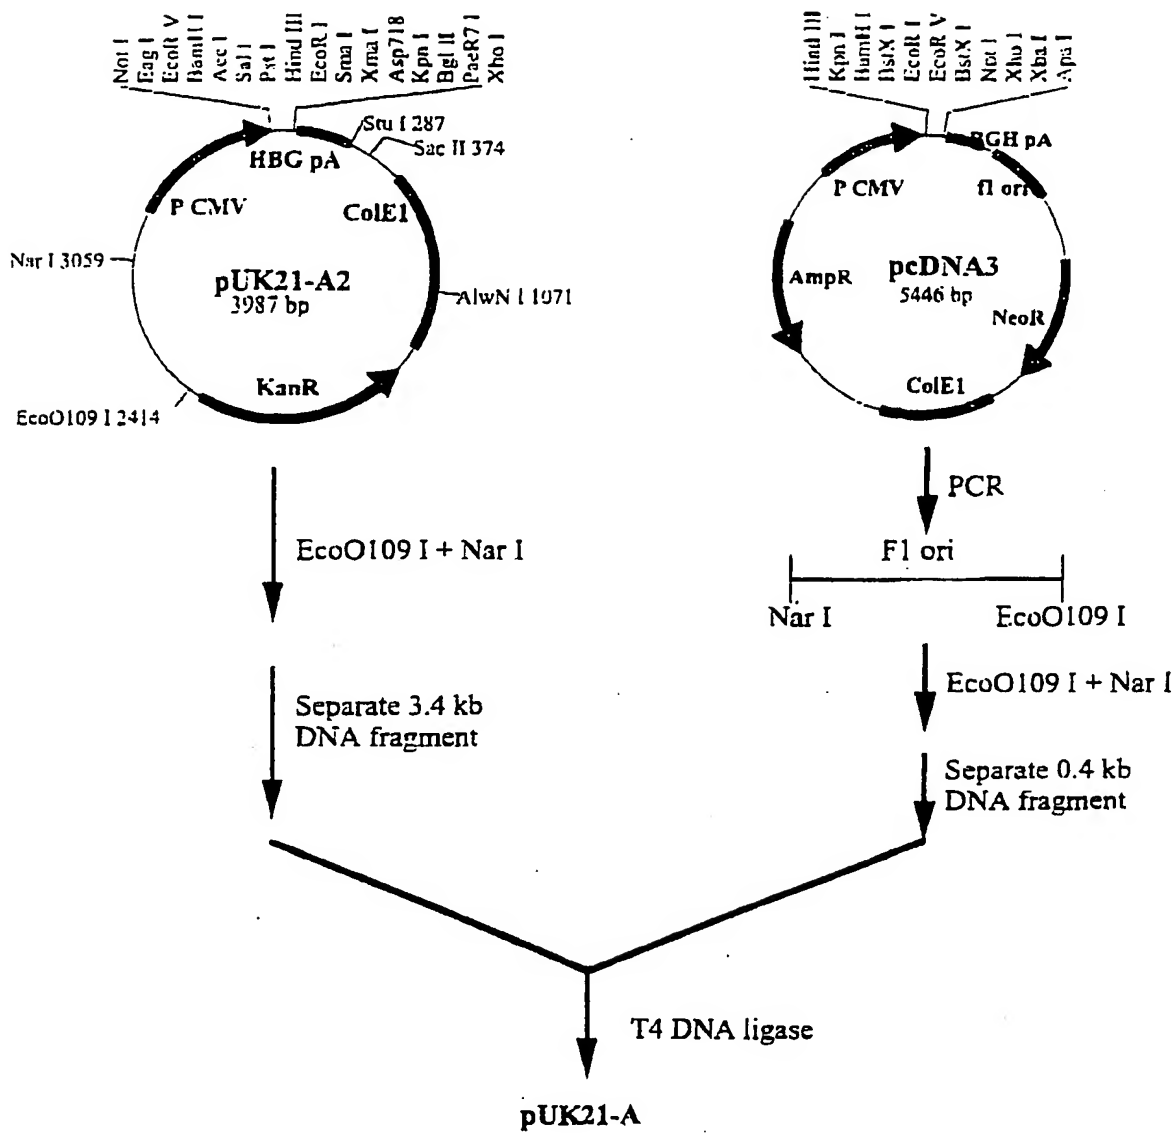 Not I
Eag I
EcoR V
BamH I
Acc I
Sal I
Pst I
Hind III
EcoR I
Sma I
Xma I
Asp718
Kpn I
Bgl II
PaeR7 I
Xho I
Stu I 287
Sac II 374
HBG pA
P CMV
ColE1
Nar I 3059
pUK21-A2
3987 bp
AlwN I 1071
KanR
EcoO109 I 2414
Hind III
Kpn I
BamH I
BstX I
EcoR I
EcoR V
BstX I
Not I
Xho I
Xba I
Apa I
BGH pA
P CMV
f1 ori
AmpR
pcDNA3
5446 bp
NeoR
ColE1
EcoO109 I + Nar I
Separate 3.4 kb
DNA fragment
PCR
F1 ori
Nar I
EcoO109 I
EcoO109 I + Nar I
Separate 0.4 kb
DNA fragment
T4 DNA ligase
pUK21-A